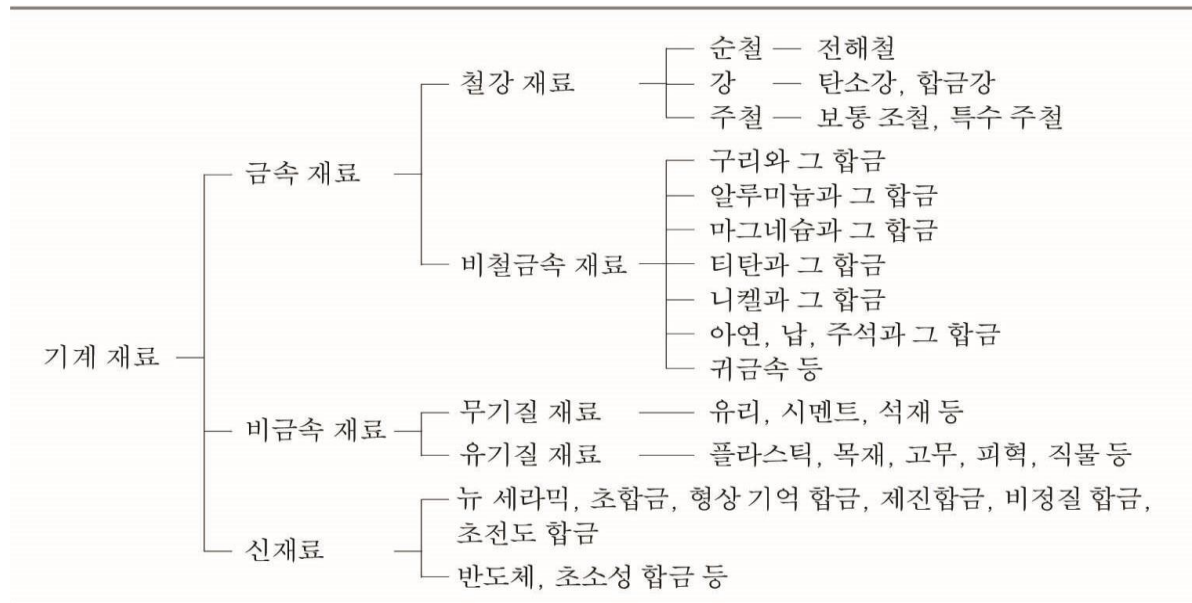 순철 — 전해철
철강 재료
강 — 탄소강, 합금강
주철 — 보통 조철, 특수 주철
구리와 그 합금
금속 재료
알루미늄과 그 합금
마그네슘과 그 합금
비철금속 재료
티탄과 그 합금
니켈과 그 합금
아연, 납, 주석과 그 합금
기계 재료
귀금속 등
무기질 재료 유리, 시멘트, 석재 등
비금속 재료
유기질 재료 플라스틱, 목재, 고무, 피혁, 직물 등
뉴 세라믹, 초합금, 형상 기억 합금, 제진합금, 비정질 합금,
초전도 합금
신재료
반도체, 초소성 합금 등